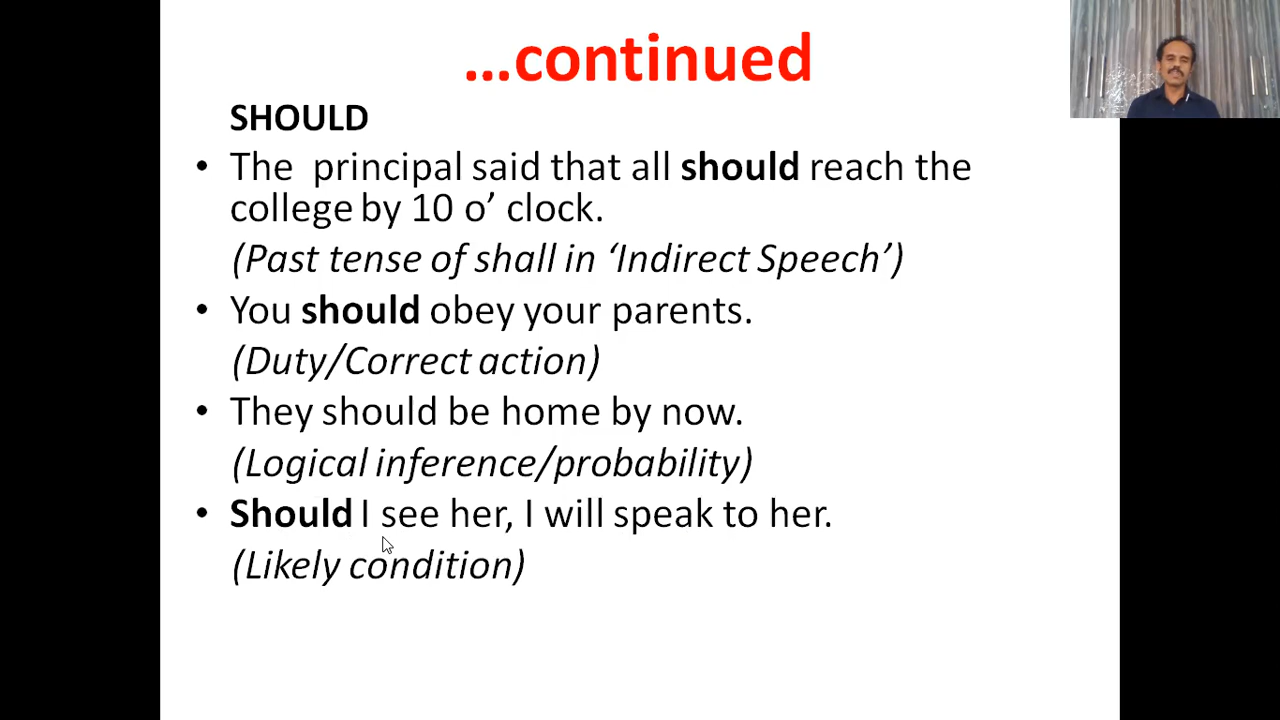 ...continued
SHOULD
• The principal said that all should reach the
college by 10 o’ clock.
(Past tense of shall in ‘Indirect Speech’)
• You should obey your parents.
(Duty/Correct action)
• They should be home by now.
(Logical inference/probability)
• Should I see her, I will speak to her.
(Likely condition)